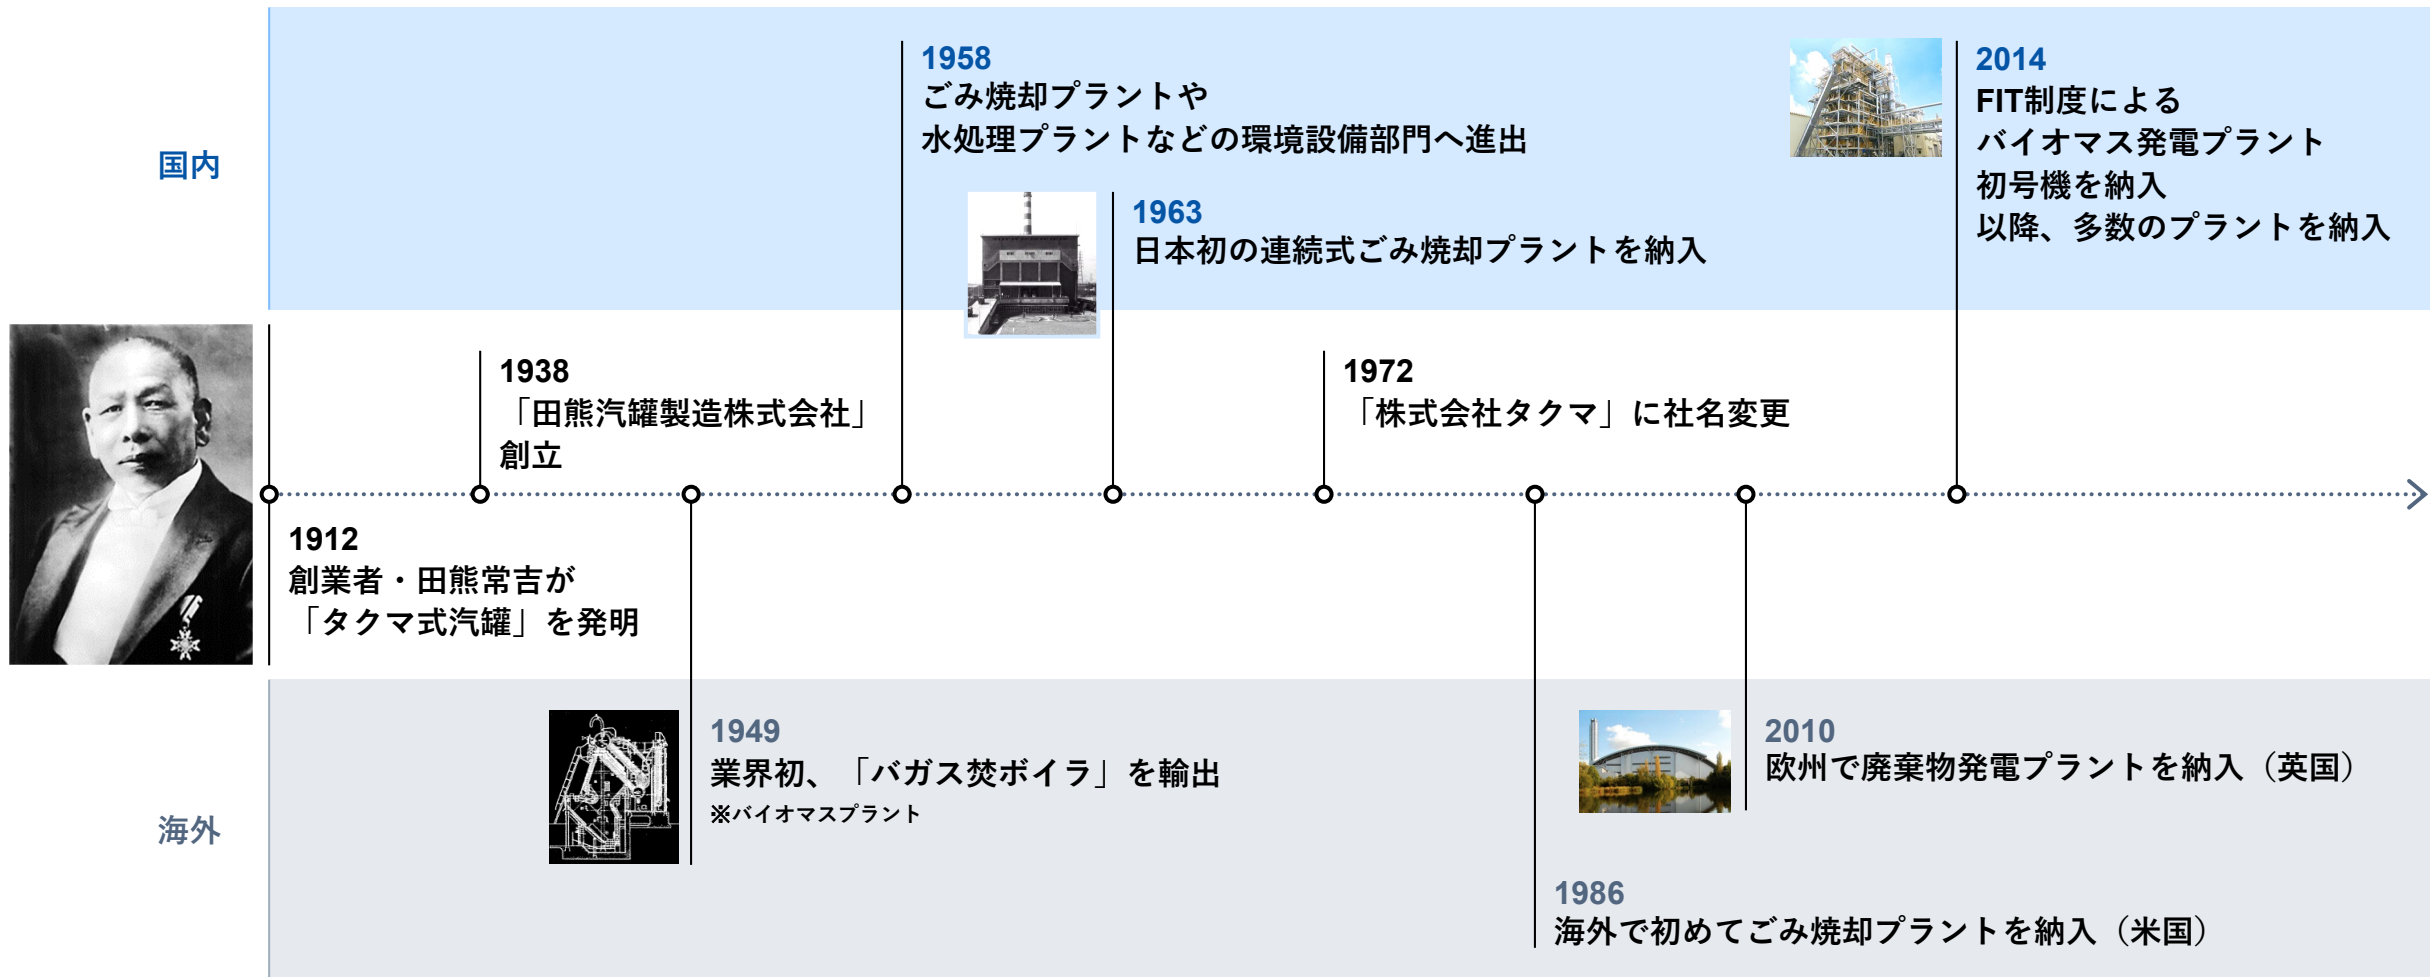 国内
1958
ごみ焼却プラントや
水処理プラントなどの環境設備部門へ進出
1963
日本初の連続式ごみ焼却プラントを納入
2014
FIT制度による
バイオマス発電プラント
初号機を納入
以降、多数のプラントを納入
1938
「田熊汽罐製造株式会社」
創立
1972
「株式会社タクマ」に社名変更
1912
創業者・田熊常吉が
「タクマ式汽罐」を発明
海外
1949
業界初、「バガス焚ボイラ」を輸出
※バイオマスプラント
2010
欧州で廃棄物発電プラントを納入（英国）
1986
海外で初めてごみ焼却プラントを納入（米国）